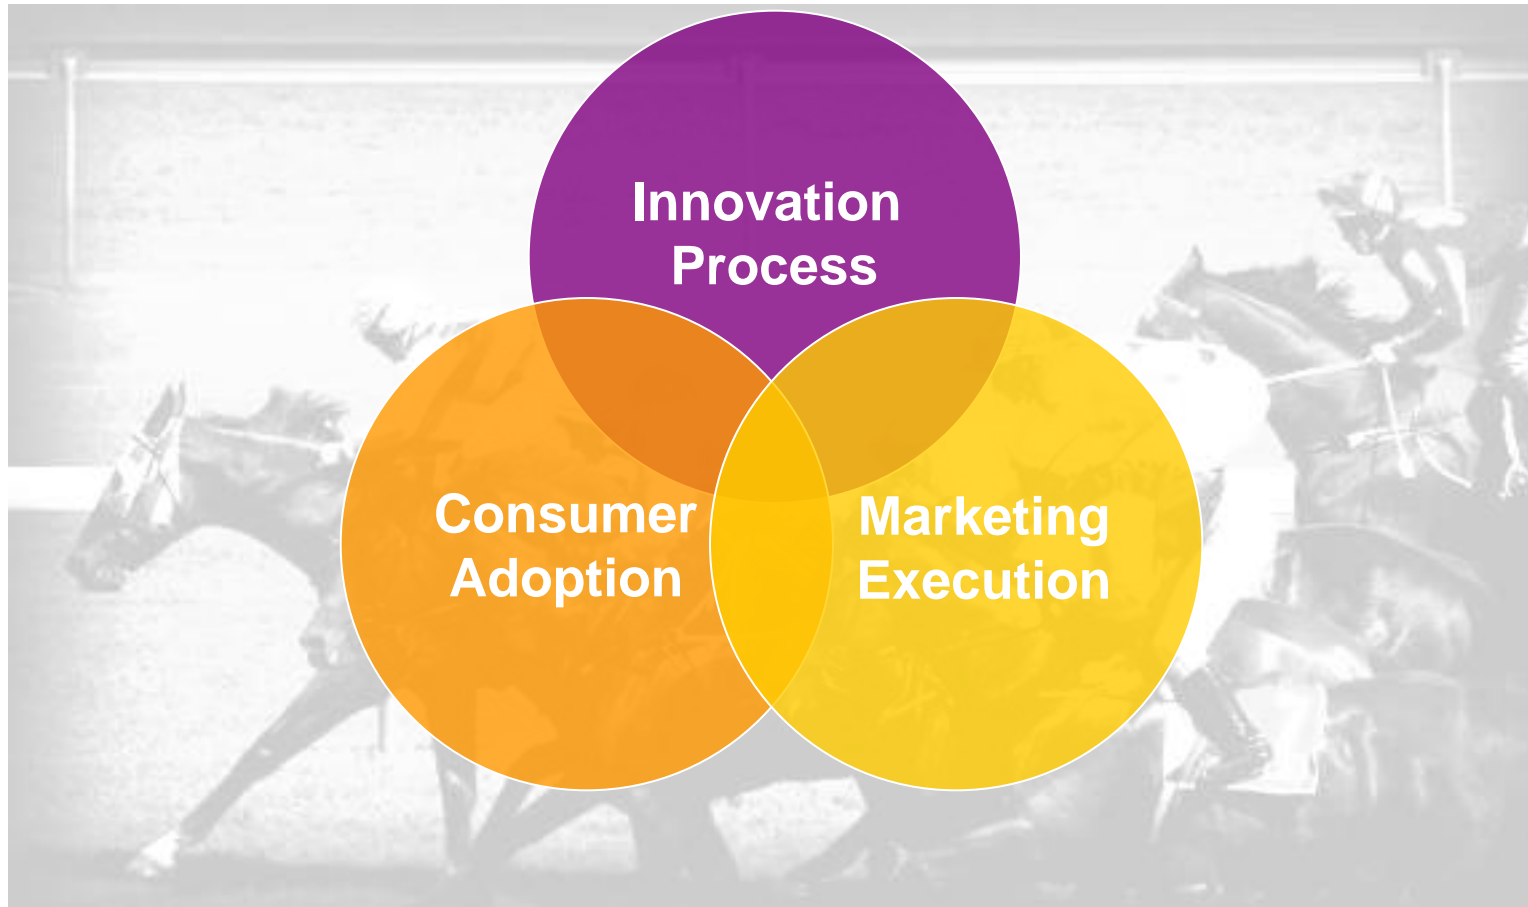 Innovation
Process
Consumer
Adoption
Marketing
Execution